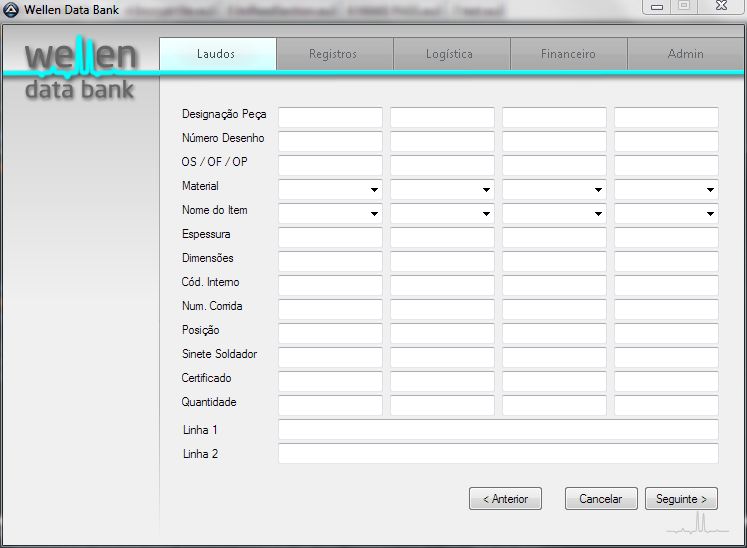 Wellen Data Bank
wellen
data bank
Laudos Registros Logística Financeiro Admin
Designação Peça
Número Desenho
OS / OF / OP
Material
Nome do Item
Espessura
Dimensões
Cód. Interno
Num. Corrida
Posição
Sinete Soldador
Certificado
Quantidade
Linha 1
Linha 2
< Anterior Cancelar Seguinte >